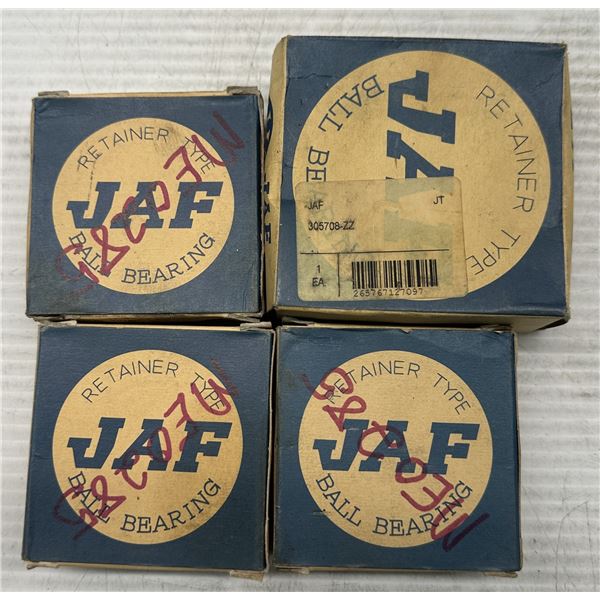 RETAINER TYPE
JAF
BALL BEARING
RETAINER TYPE
JAF
BALL BE
JAF JT
305708-ZZ
1
EA.
265767127097
RETAINER TYPE
JAF
BALL BEARING
RETAINER TYPE
JAF
BALL BEARING